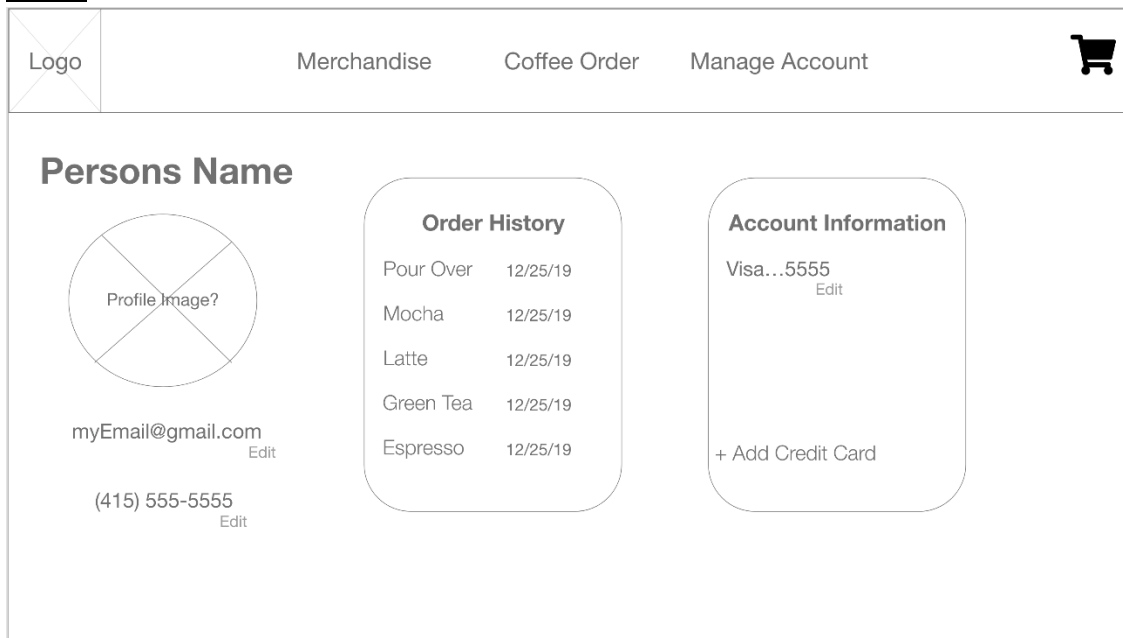 Logo
Merchandise
Coffee Order
Manage Account
Persons Name
Profile Image?
myEmail@gmail.com
Edit
(415) 555-5555
Edit
Order History
Pour Over 12/25/19
Mocha 12/25/19
Latte 12/25/19
Green Tea 12/25/19
Espresso 12/25/19
Account Information
Visa...5555
Edit
+ Add Credit Card